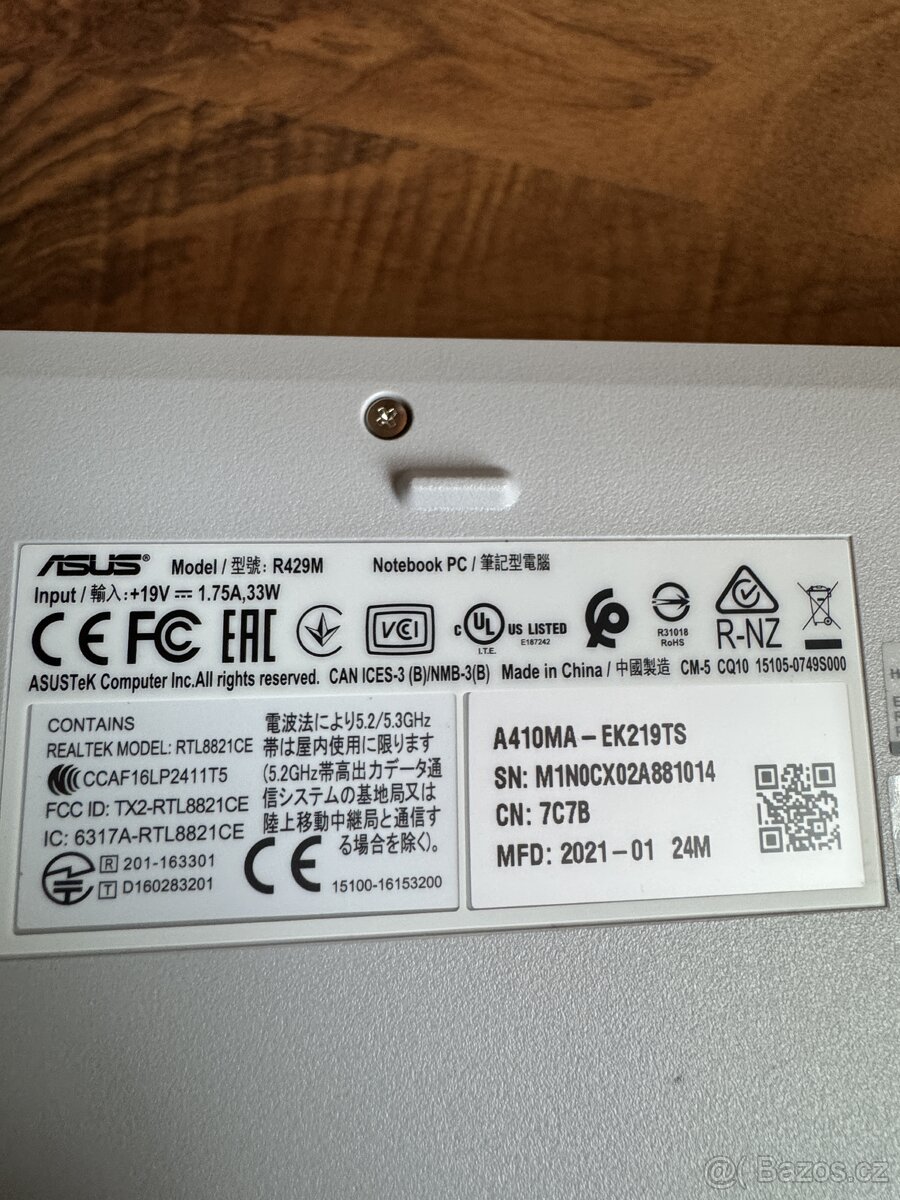 ASUS® Model / 型號: R429M Notebook PC / 筆記型電腦
Input / 輸入:+19V ⎓ 1.75A,33W
CE FC EAC VCI c UL US LISTED
I.T.E. E187242
R31018
RoHS
R-NZ
ASUSTeK Computer Inc.All rights reserved. CAN ICES-3 (B)/NMB-3(B) Made in China / 中國製造 CM-5 CQ10 15105-0749S000
CONTAINS
REALTEK MODEL: RTL8821CE
CCAF16LP2411T5
FCC ID: TX2-RTL8821CE
IC: 6317A-RTL8821CE
R 201-163301
T D160283201
電波法により5.2/5.3GHz
帯は屋内使用に限ります
(5.2GHz帯高出力データ通
信システムの基地局又は
陸上移動中継局と通信す
る場合を除く)。
CE 15100-16153200
A410MA-EK219TS
SN: M1N0CX02A881014
CN: 7C7B
MFD: 2021-01 24M
@( Bazos.cz